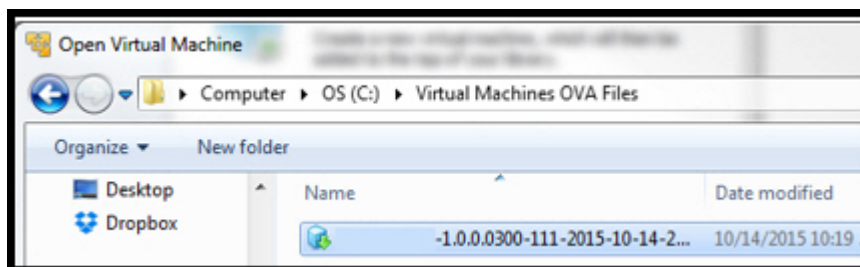 Open Virtual Machine
Computer ▸ OS (C:) ▸ Virtual Machines OVA Files
Organize ▾ New folder
Desktop
Dropbox
Name
Date modified
-1.0.0.0300-111-2015-10-14-2...
10/14/2015 10:19